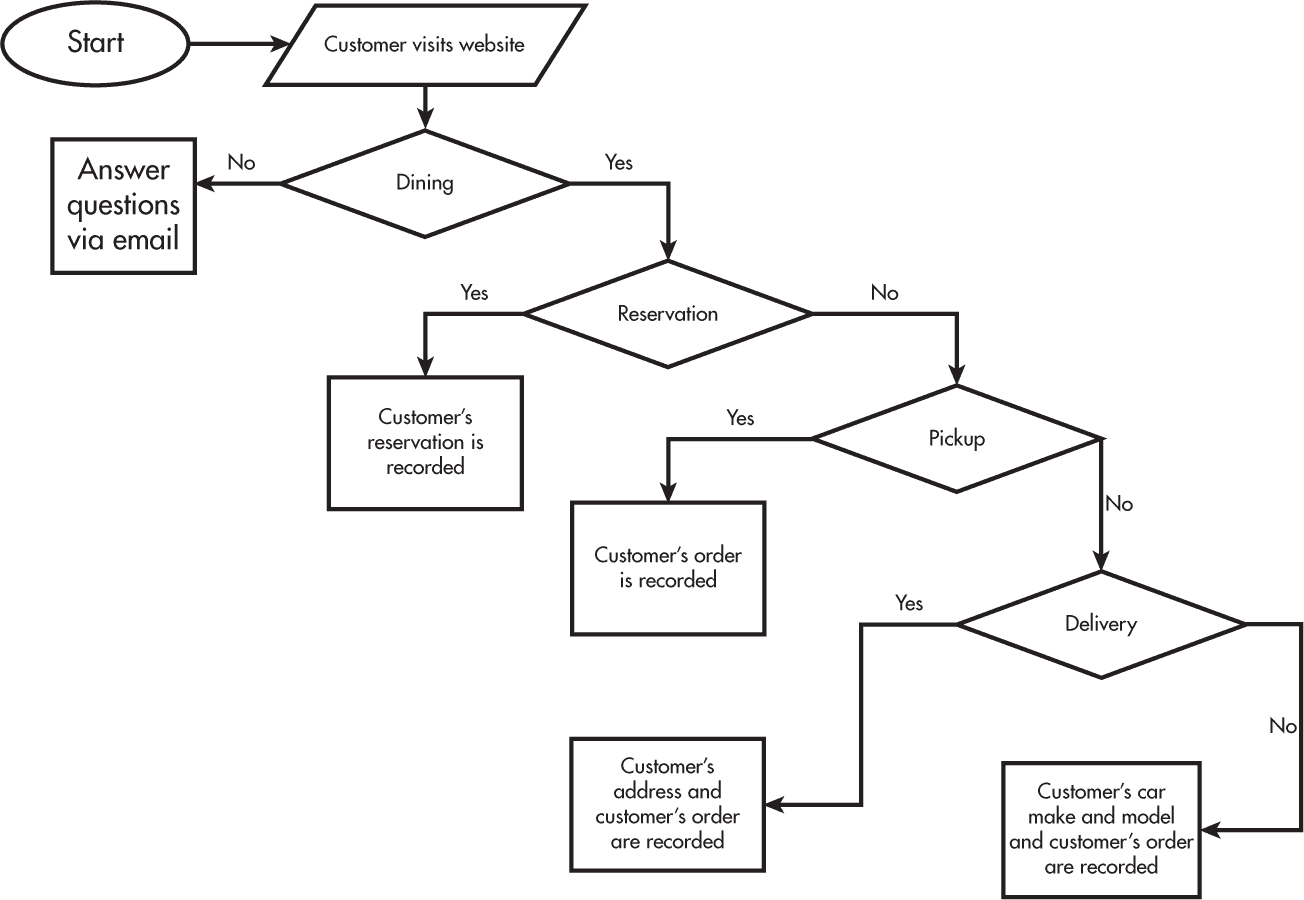 Start
Customer visits website
Dining
No
Yes
Answer
questions
via email
Reservation
Yes
No
Customer's
reservation is
recorded
Pickup
Yes
No
Customer's order
is recorded
Delivery
Yes
No
Customer's
address and
customer's order
are recorded
Customer's car
make and model
and customer's order
are recorded